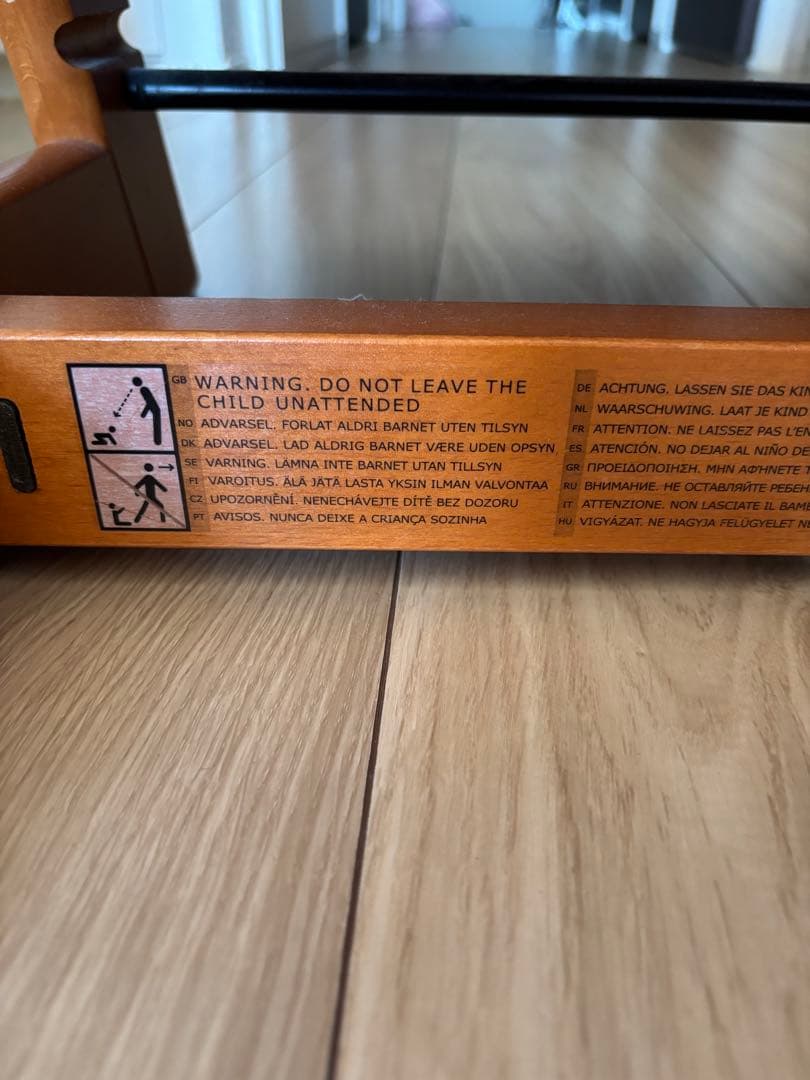 GB WARNING. DO NOT LEAVE THE
CHILD UNATTENDED
NO ADVARSEL. FORLAT ALDRI BARNET UTEN TILSYN
DK ADVARSEL. LAD ALDRIG BARNET VÆRE UDEN OPSYN
SE VARNING. LÄMNA INTE BARNET UTAN TILLSYN
FI VAROITUS. ÄLÄ JÄTÄ LASTA YKSIN ILMAN VALVONTAA
CZ UPOZORNĚNÍ. NENECHÁVEJTE DÍTĚ BEZ DOZORU
PT AVISOS. NUNCA DEIXE A CRIANÇA SOZINHA
DE ACHTUNG. LASSEN SIE DAS
NL WAARSCHUWING. LAAT JE KIND
FR ATTENTION. NE LAISSEZ PAS
ES ATENCIÓN. NO DEJAR AL NIÑO DE
GR ΠΡΟΕΙΔΟΠΟΙΗΣΗ. ΜΗΝ ΑΦΉΝΕΤΕ
RU ВНИМАНИЕ. НЕ ОСТАВЛЯЙТЕ
IT ATTENZIONE. NON LASCIATE IL
HU VIGYÁZAT. NE HAGYJA FELÜGYELET